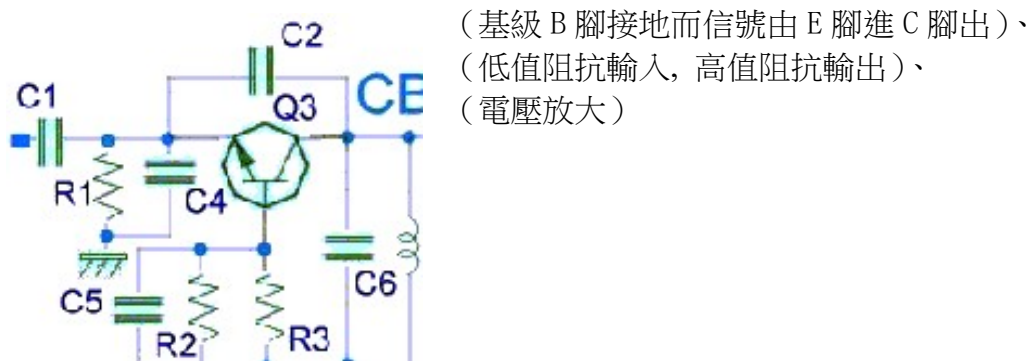 (基級 B 腳接地而信號由 E 腳進 C 腳出)、
(低值阻抗輸入, 高值阻抗輸出)、
(電壓放大)
C2
C1
Q3
CB
R1
C4
C6
C5
R2
R3